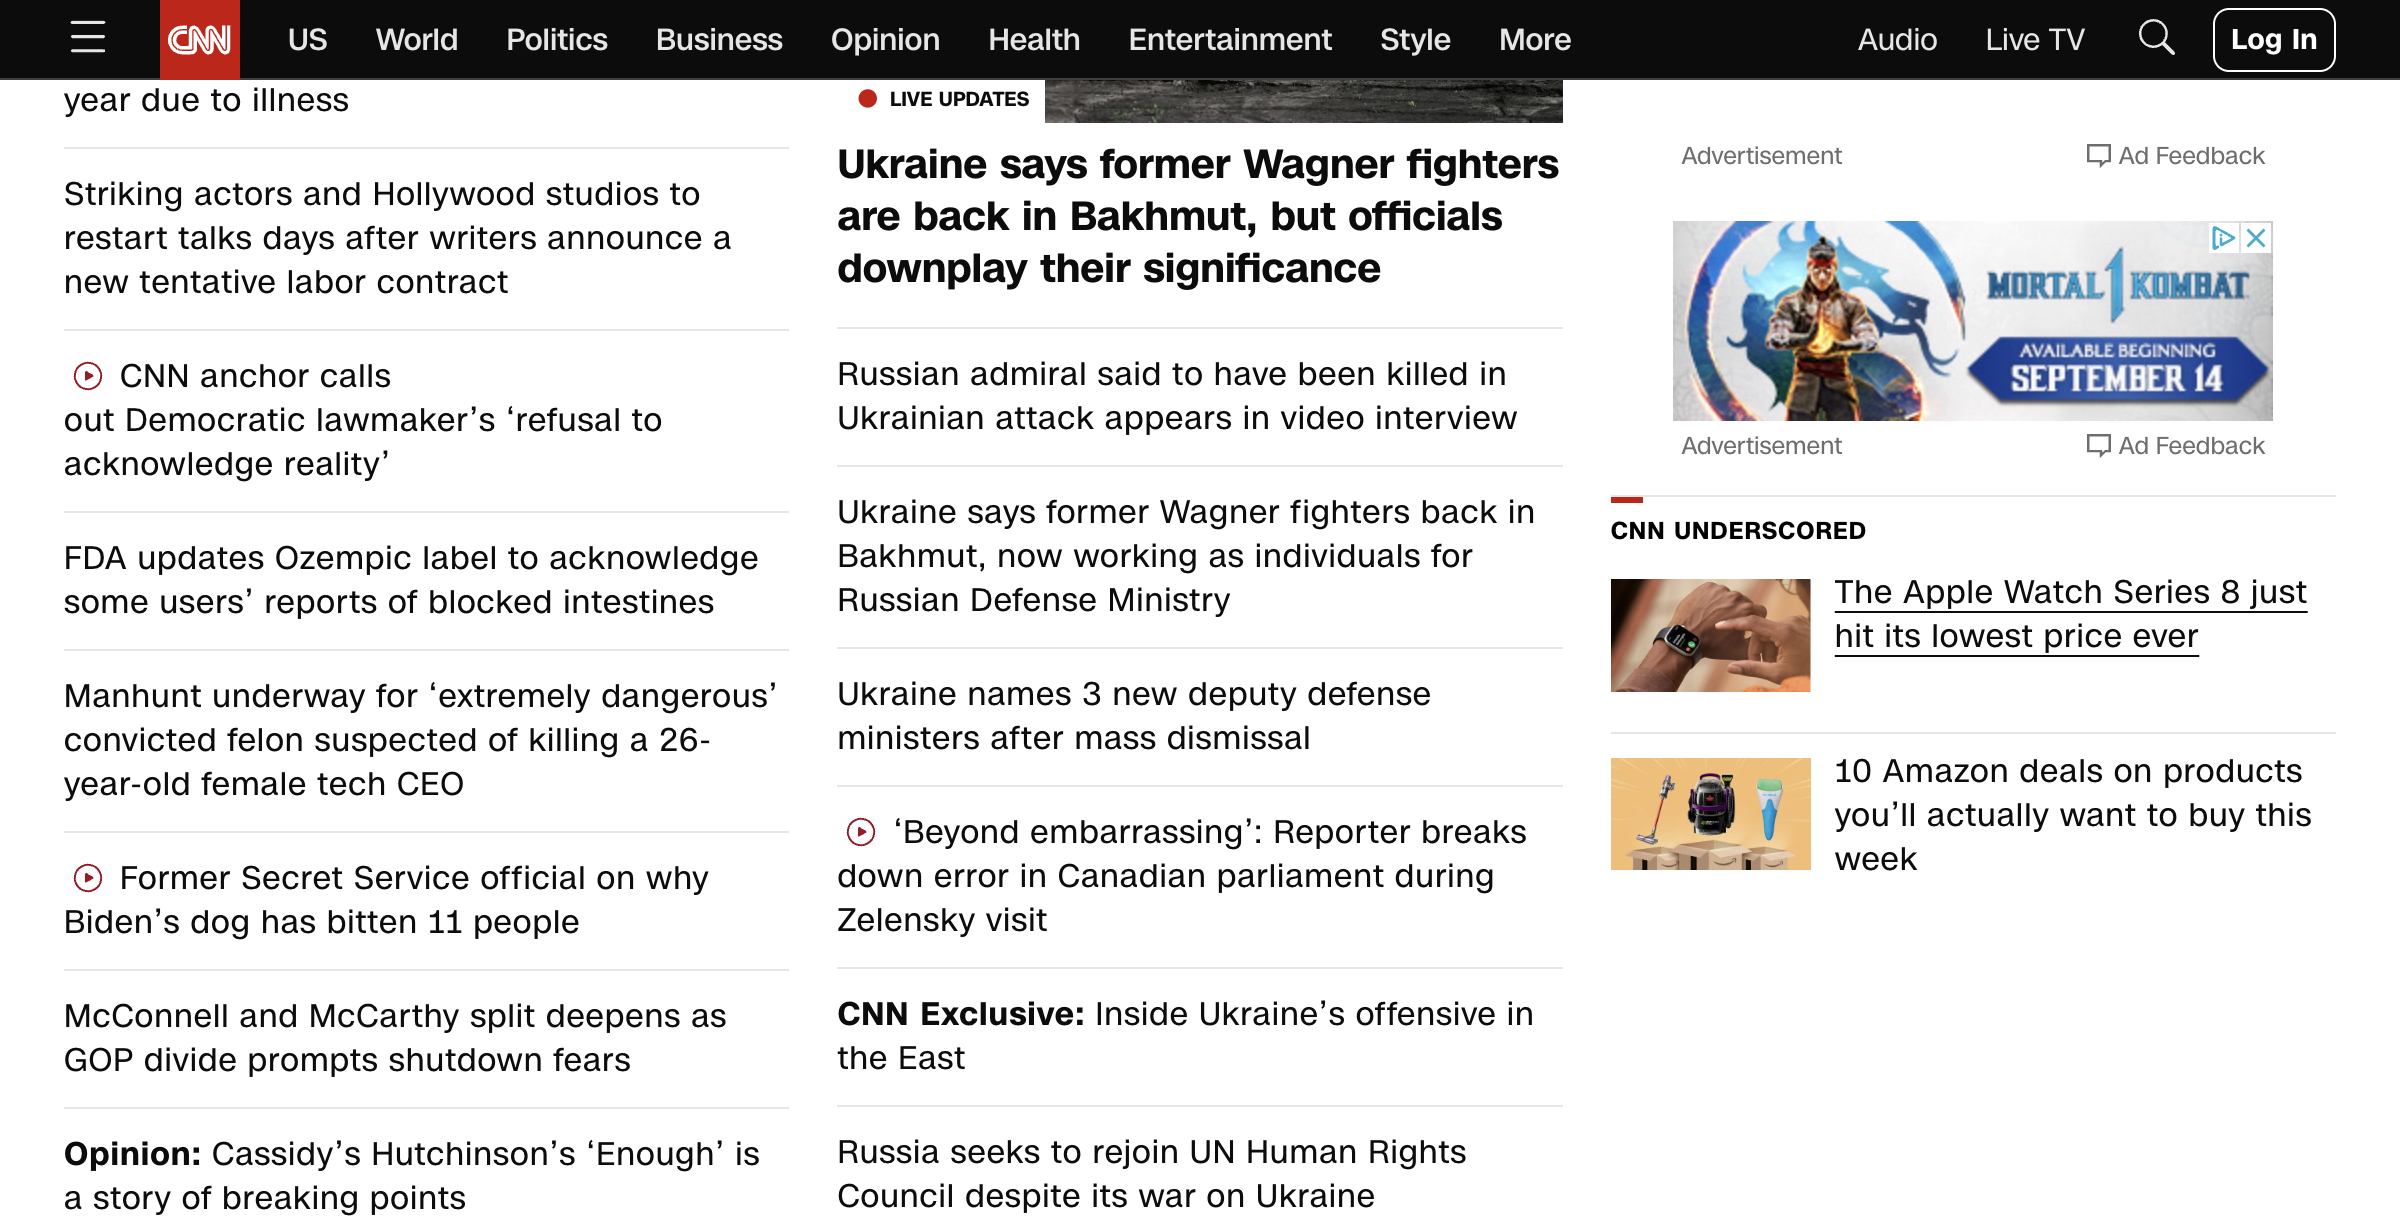 CNN US World Politics Business Opinion Health Entertainment Style More Audio Live TV Log In
year due to illness
Striking actors and Hollywood studios to
restart talks days after writers announce a
new tentative labor contract
CNN anchor calls
out Democratic lawmaker’s ‘refusal to
acknowledge reality’
FDA updates Ozempic label to acknowledge
some users’ reports of blocked intestines
Manhunt underway for ‘extremely dangerous’
convicted felon suspected of killing a 26-
year-old female tech CEO
Former Secret Service official on why
Biden’s dog has bitten 11 people
McConnell and McCarthy split deepens as
GOP divide prompts shutdown fears
Opinion: Cassidy’s Hutchinson’s ‘Enough’ is
a story of breaking points
LIVE UPDATES
Ukraine says former Wagner fighters
are back in Bakhmut, but officials
downplay their significance
Russian admiral said to have been killed in
Ukrainian attack appears in video interview
Ukraine says former Wagner fighters back in
Bakhmut, now working as individuals for
Russian Defense Ministry
Ukraine names 3 new deputy defense
ministers after mass dismissal
‘Beyond embarrassing’: Reporter breaks
down error in Canadian parliament during
Zelensky visit
CNN Exclusive: Inside Ukraine’s offensive in
the East
Russia seeks to rejoin UN Human Rights
Council despite its war on Ukraine
Advertisement Ad Feedback
MORTAL 1 KOMBAT
AVAILABLE BEGINNING
SEPTEMBER 14
Advertisement Ad Feedback
CNN UNDERSCORED
The Apple Watch Series 8 just
hit its lowest price ever
10 Amazon deals on products
you’ll actually want to buy this
week